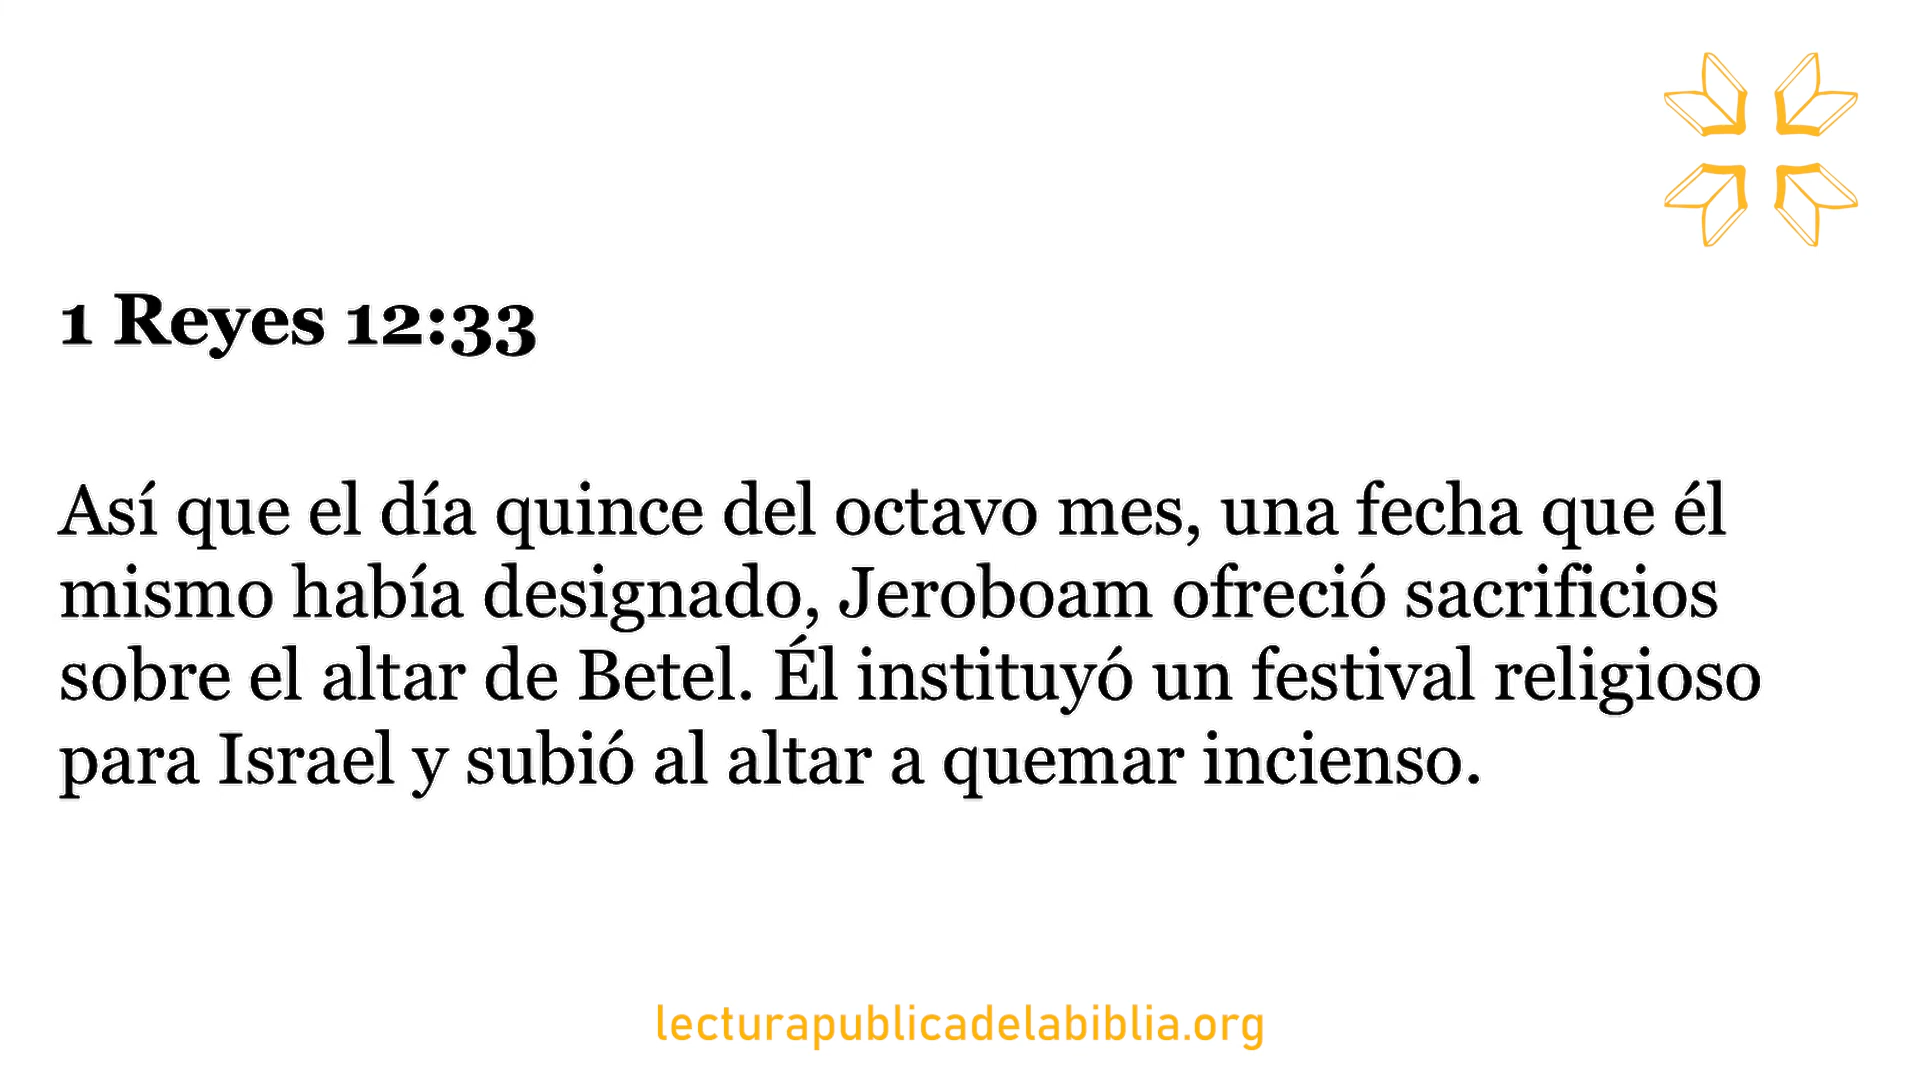 1 Reyes 12:33
Así que el día quince del octavo mes, una fecha que él
mismo había designado, Jeroboam ofreció sacrificios
sobre el altar de Betel. Él instituyó un festival religioso
para Israel y subió al altar a quemar incienso.
lecturapublicadelabiblia.org